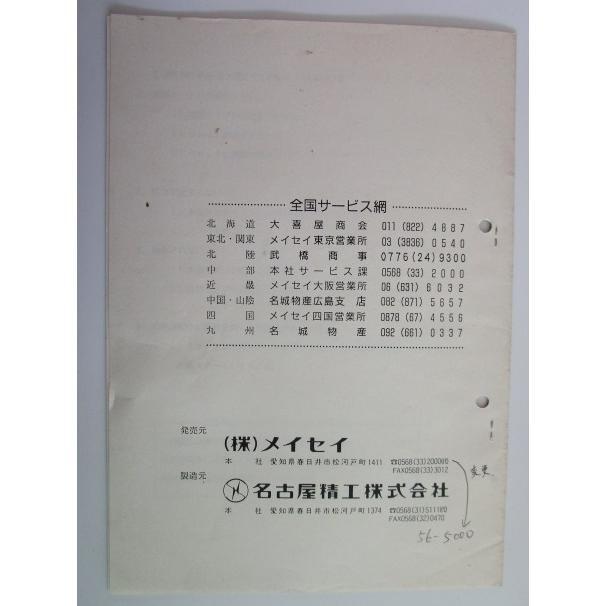 全国サービス網
北海道 大喜屋商会 011(822)4887
東北・関東 メイセイ東京営業所 03(3836)0540
北陸 武橋商事 0776(24)9300
中部 本社サービス課 0568(33)2000
近畿 メイセイ大阪営業所 06(631)6032
中国・山陰 名城物産広島支店 082(871)5657
四国 メイセイ四国営業所 0878(67)4556
九州 名城物産 092(661)0337
発売元
(株)メイセイ
本社 愛知県春日井市松河戸町1411 ☎0568(33)2000㈹
FAX0568(33)3012
変更
製造元
名古屋精工株式会社
本社 愛知県春日井市松河戸町1374 ☎0568(31)5111㈹
FAX0568(32)0470
56-5000